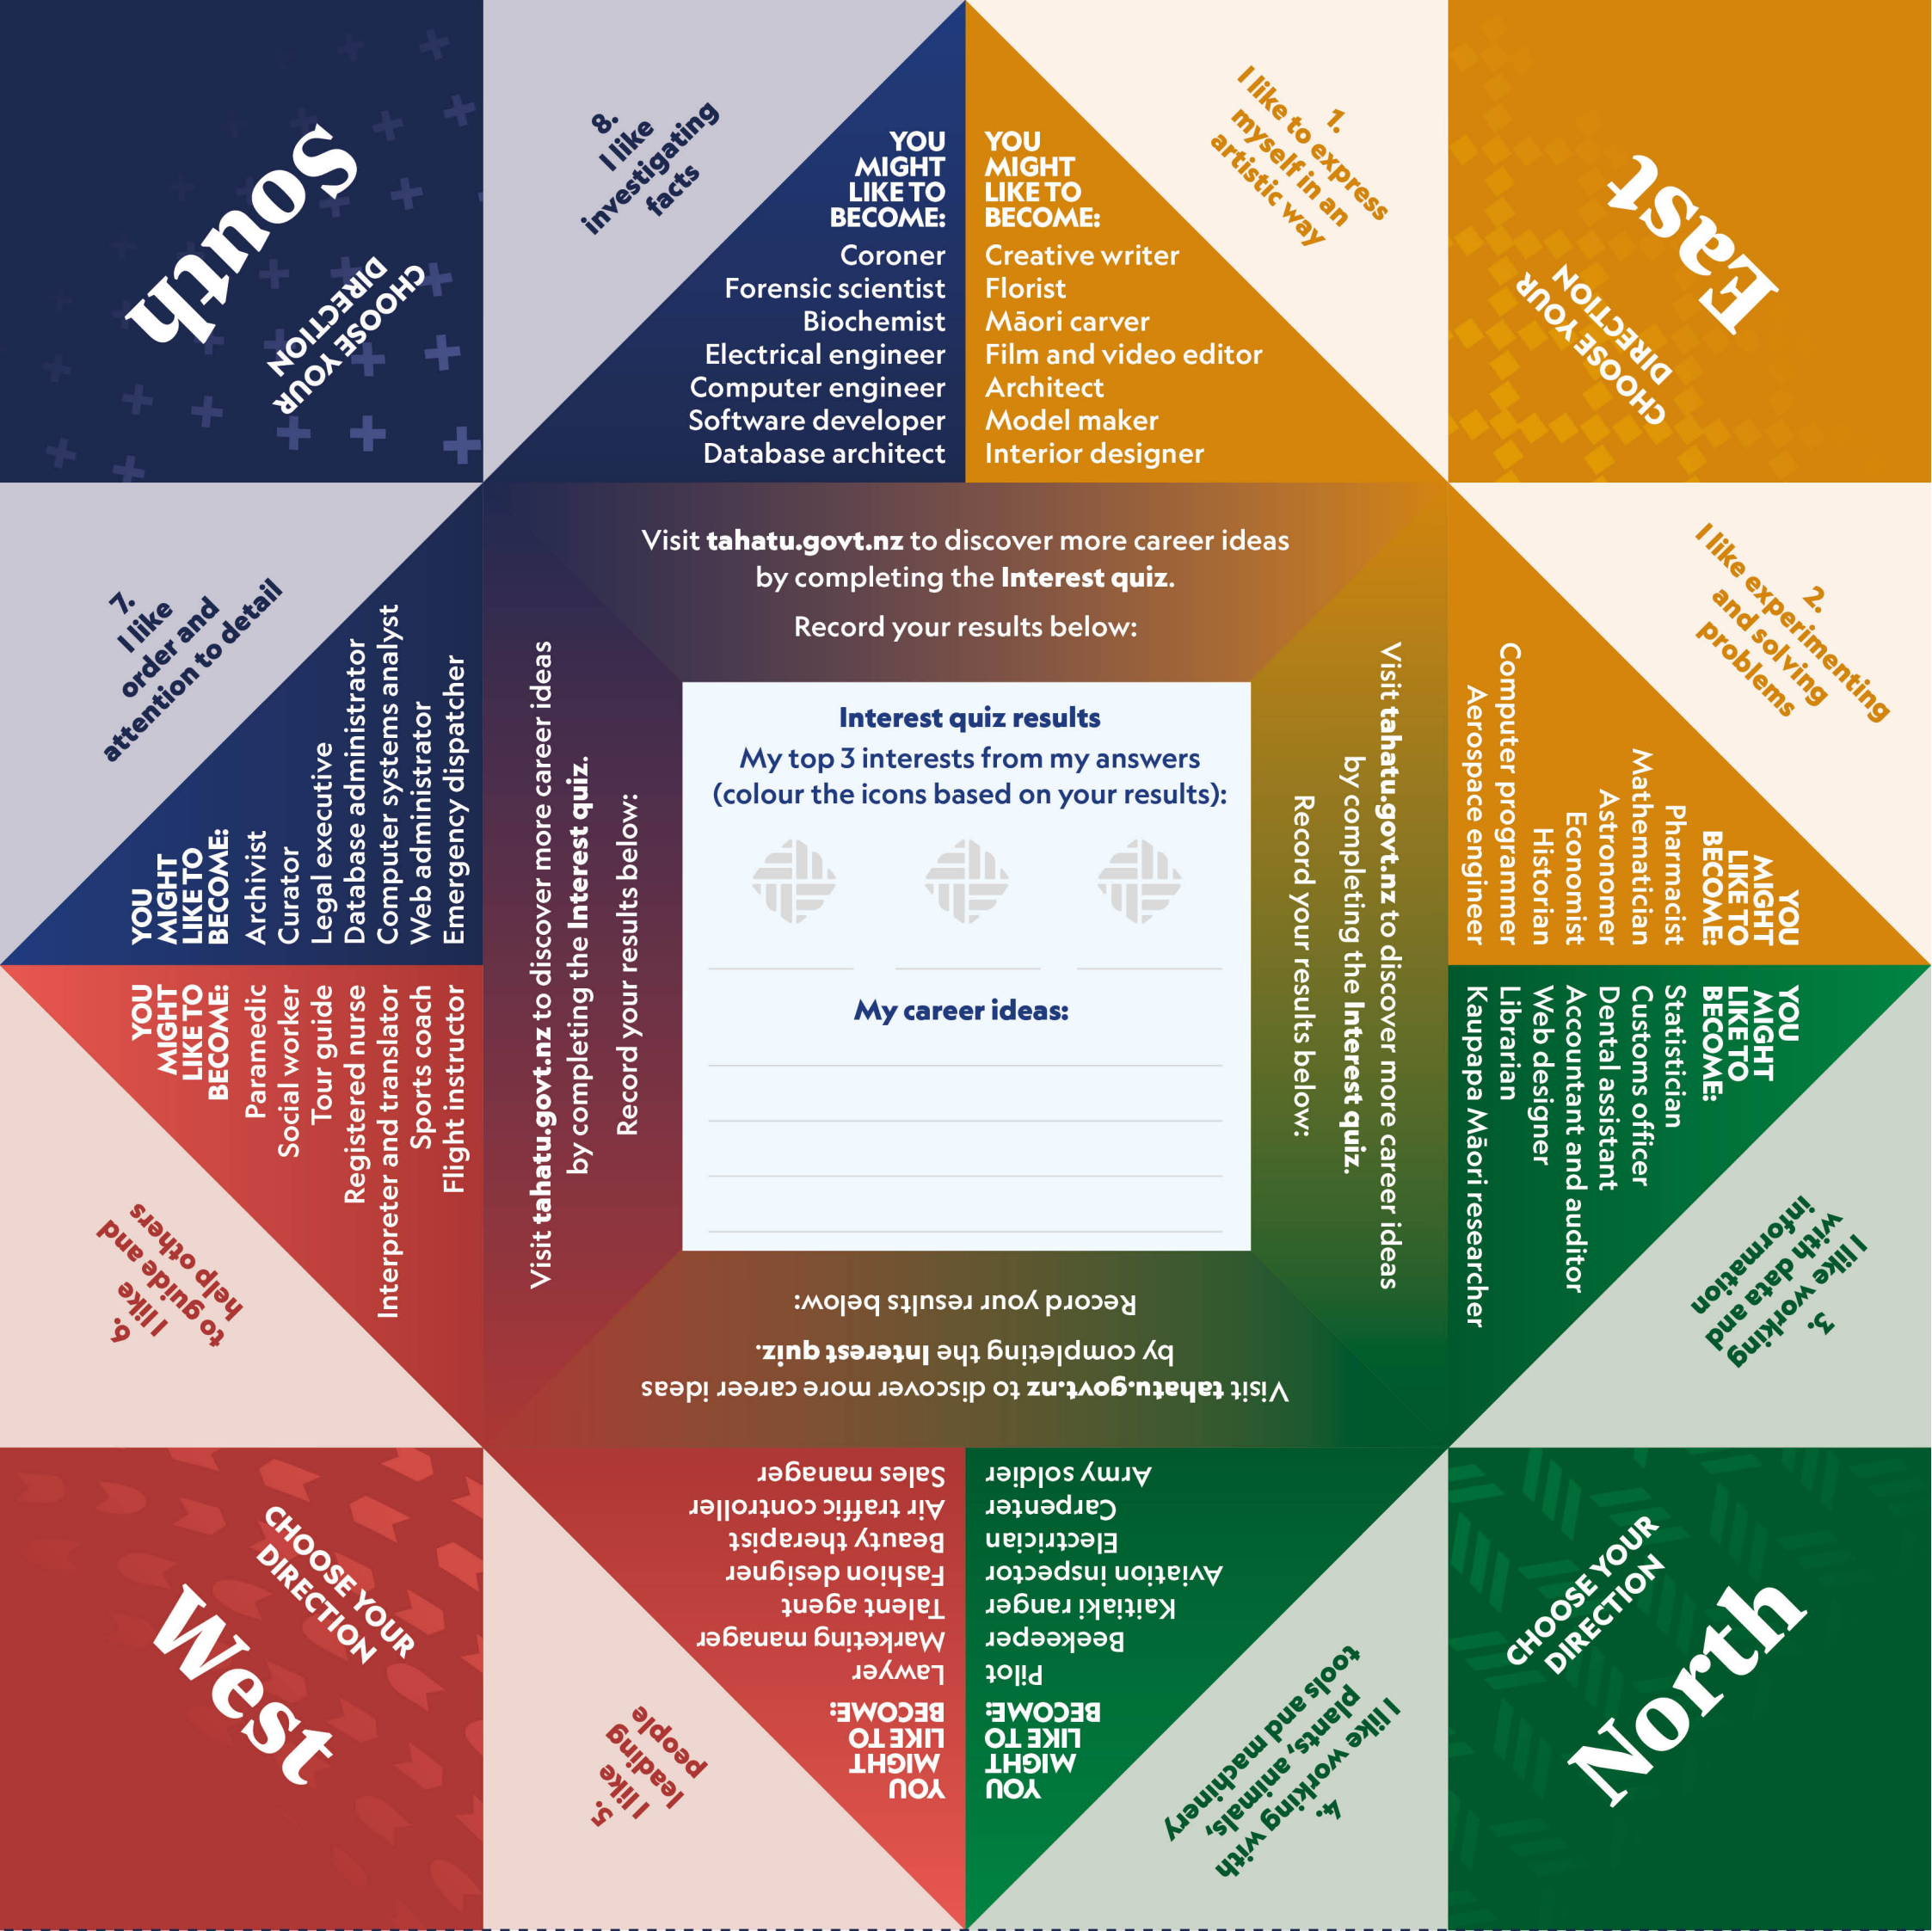 South
CHOOSE YOUR
DIRECTION
8.
I like
investigating
facts
YOU
MIGHT
LIKE TO
BECOME:
Coroner
Forensic scientist
Biochemist
Electrical engineer
Computer engineer
Software developer
Database architect
YOU
MIGHT
LIKE TO
BECOME:
Creative writer
Florist
Māori carver
Film and video editor
Architect
Model maker
Interior designer
1.
I like to express
myself in an
artistic way
East
CHOOSE YOUR
DIRECTION
2.
I like experimenting
and solving
problems
YOU
MIGHT
LIKE TO
BECOME:
Pharmacist
Mathematician
Astronomer
Economist
Historian
Computer programmer
Aerospace engineer
YOU
MIGHT
LIKE TO
BECOME:
Statistician
Customs officer
Dental assistant
Accountant and auditor
Web designer
Librarian
Kaupapa Māori researcher
3.
I like working
with data and
information
CHOOSE YOUR
DIRECTION
North
4.
I like working with
plants, animals,
tools and machinery
YOU
MIGHT
LIKE TO
BECOME:
Pilot
Beekeeper
Kaitiaki ranger
Aviation inspector
Electrician
Carpenter
Army soldier
YOU
MIGHT
LIKE TO
BECOME:
Lawyer
Marketing manager
Talent agent
Fashion designer
Beauty therapist
Air traffic controller
Sales manager
5.
I like
leading
people
CHOOSE YOUR
DIRECTION
West
6.
I like
to guide and
help others
YOU
MIGHT
LIKE TO
BECOME:
Paramedic
Social worker
Tour guide
Registered nurse
Interpreter and translator
Sports coach
Flight instructor
YOU
MIGHT
LIKE TO
BECOME:
Archivist
Curator
Legal executive
Database administrator
Computer systems analyst
Web administrator
Emergency dispatcher
7.
I like
order and
attention to detail
Visit tahatu.govt.nz to discover more career ideas
by completing the Interest quiz.
Record your results below:
Visit tahatu.govt.nz to discover more career ideas
by completing the Interest quiz.
Record your results below:
Visit tahatu.govt.nz to discover more career ideas
by completing the Interest quiz.
Record your results below:
Visit tahatu.govt.nz to discover more career ideas
by completing the Interest quiz.
Record your results below:
Interest quiz results
My top 3 interests from my answers
(colour the icons based on your results):
My career ideas: